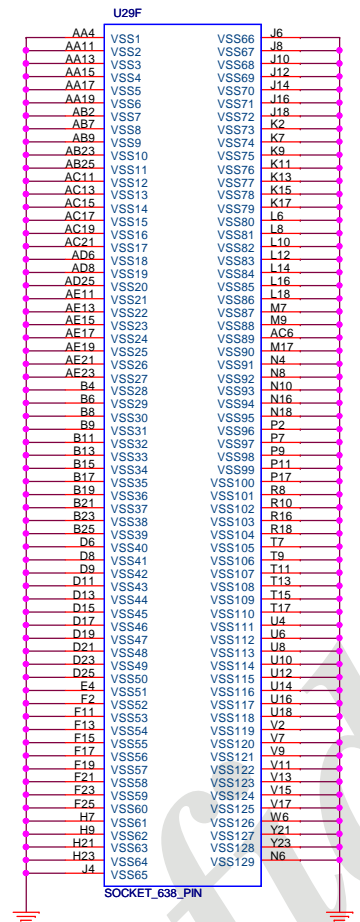 U29F
AA4 VSS1 VSS66 J6
AA11 VSS2 VSS67 J8
AA13 VSS3 VSS68 J10
AA15 VSS4 VSS69 J12
AA17 VSS5 VSS70 J14
AA19 VSS6 VSS71 J16
AB2 VSS7 VSS72 J18
AB7 VSS8 VSS73 K2
AB9 VSS9 VSS74 K7
AB23 VSS10 VSS75 K9
AB25 VSS11 VSS76 K11
AC11 VSS12 VSS77 K13
AC13 VSS13 VSS78 K15
AC15 VSS14 VSS79 K17
AC17 VSS15 VSS80 L6
AC19 VSS16 VSS81 L8
AC21 VSS17 VSS82 L10
AD6 VSS18 VSS83 L12
AD8 VSS19 VSS84 L14
AD25 VSS20 VSS85 L16
AE11 VSS21 VSS86 L18
AE13 VSS22 VSS87 M7
AE15 VSS23 VSS88 M9
AE17 VSS24 VSS89 AC6
AE19 VSS25 VSS90 M17
AE21 VSS26 VSS91 N4
AE23 VSS27 VSS92 N8
B4 VSS28 VSS93 N10
B6 VSS29 VSS94 N16
B8 VSS30 VSS95 N18
B9 VSS31 VSS96 P2
B11 VSS32 VSS97 P7
B13 VSS33 VSS98 P9
B15 VSS34 VSS99 P11
B17 VSS35 VSS100 P17
B19 VSS36 VSS101 R8
B21 VSS37 VSS102 R10
B23 VSS38 VSS103 R16
B25 VSS39 VSS104 R18
D6 VSS40 VSS105 T7
D8 VSS41 VSS106 T9
D9 VSS42 VSS107 T11
D11 VSS43 VSS108 T13
D13 VSS44 VSS109 T15
D15 VSS45 VSS110 T17
D17 VSS46 VSS111 U4
D19 VSS47 VSS112 U6
D21 VSS48 VSS113 U8
D23 VSS49 VSS114 U10
D25 VSS50 VSS115 U12
E4 VSS51 VSS116 U14
F2 VSS52 VSS117 U16
F11 VSS53 VSS118 U18
F13 VSS54 VSS119 V2
F15 VSS55 VSS120 V7
F17 VSS56 VSS121 V9
F19 VSS57 VSS122 V11
F21 VSS58 VSS123 V13
F23 VSS59 VSS124 V15
F25 VSS60 VSS125 V17
H7 VSS61 VSS126 W6
H9 VSS62 VSS127 Y21
H21 VSS63 VSS128 Y23
H23 VSS64 VSS129 N6
J4 VSS65
SOCKET_638_PIN